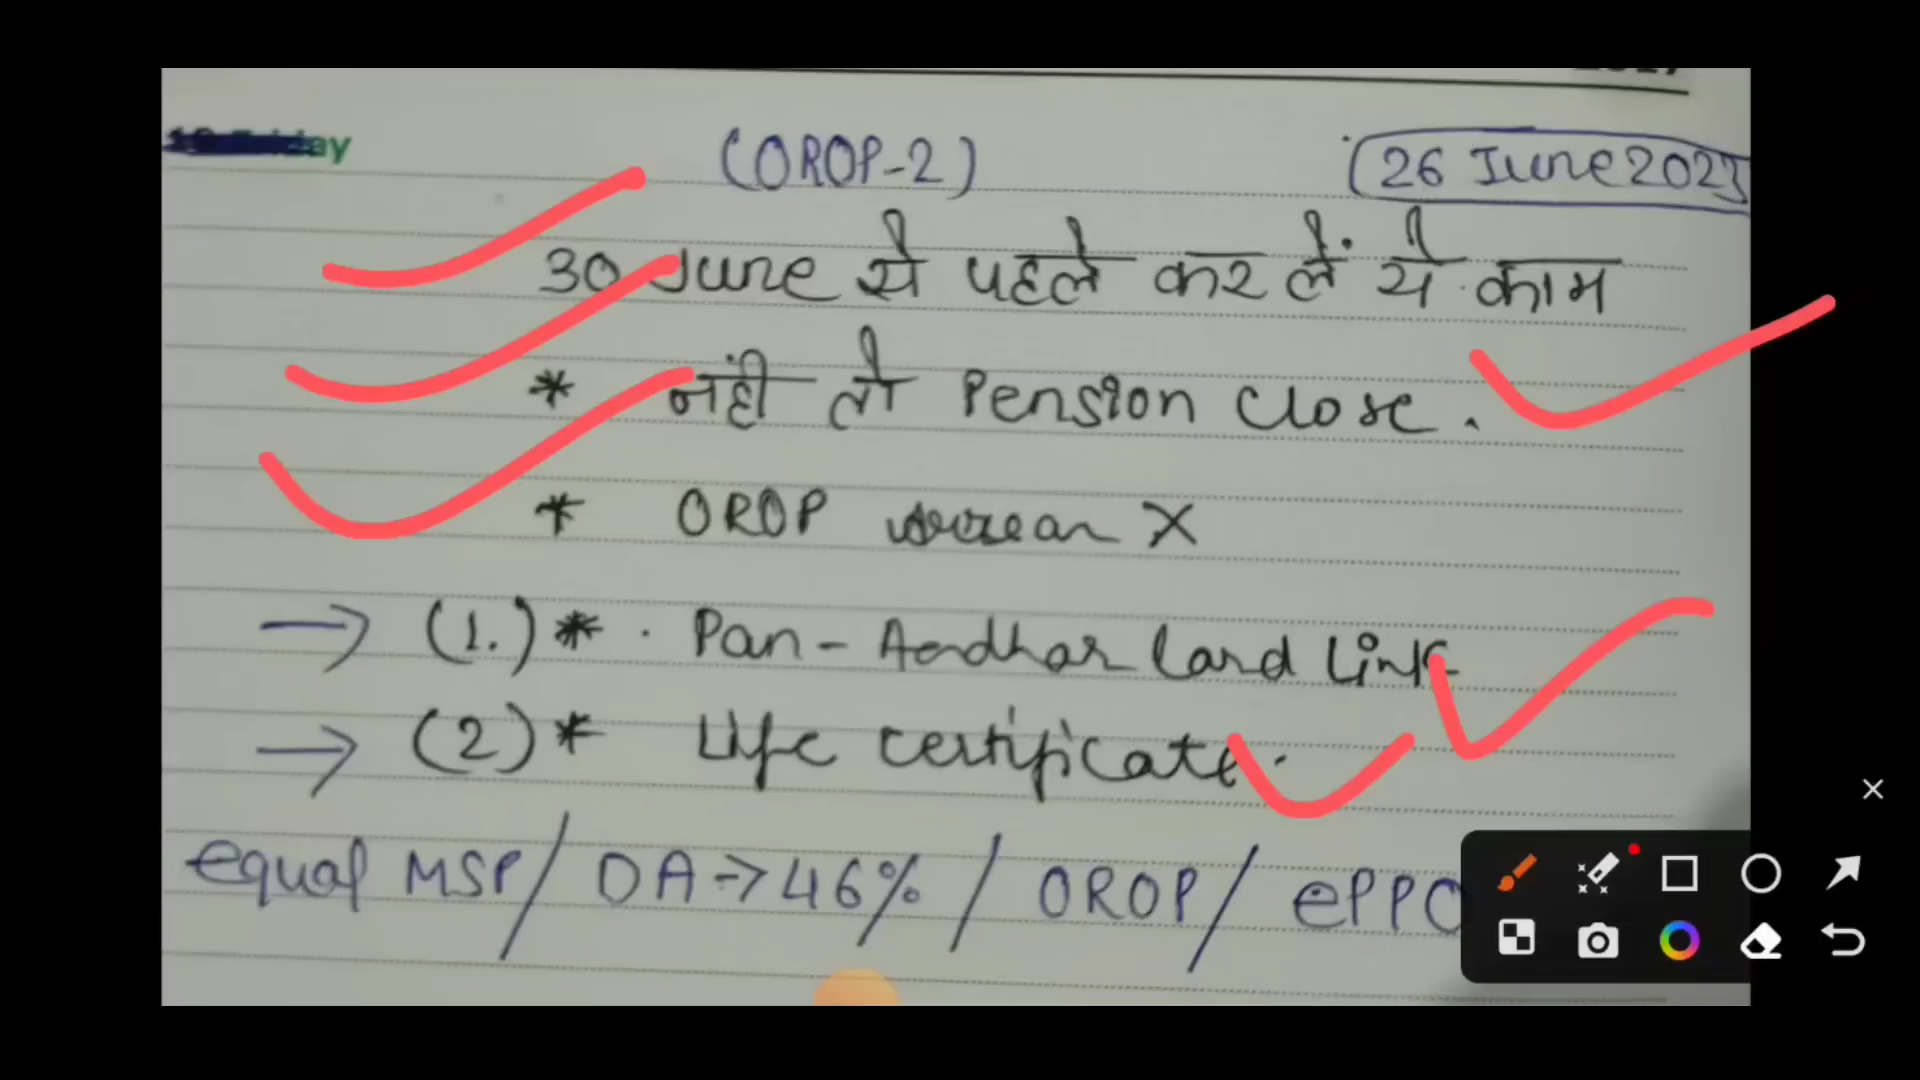 (OROP-2)
26 June 2023
30 June से पहले कर लें ये काम
* नहीं तो Pension Close.
* OROP X
→ (1.) * . Pan - Aadhar Card Link
→ (2) * Life certificate.
equal MSP / DA → 46% / OROP / ePPO